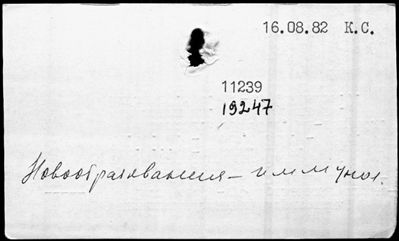 16.08.82 К.С.
11239
19247
Новообразования – иммунол.